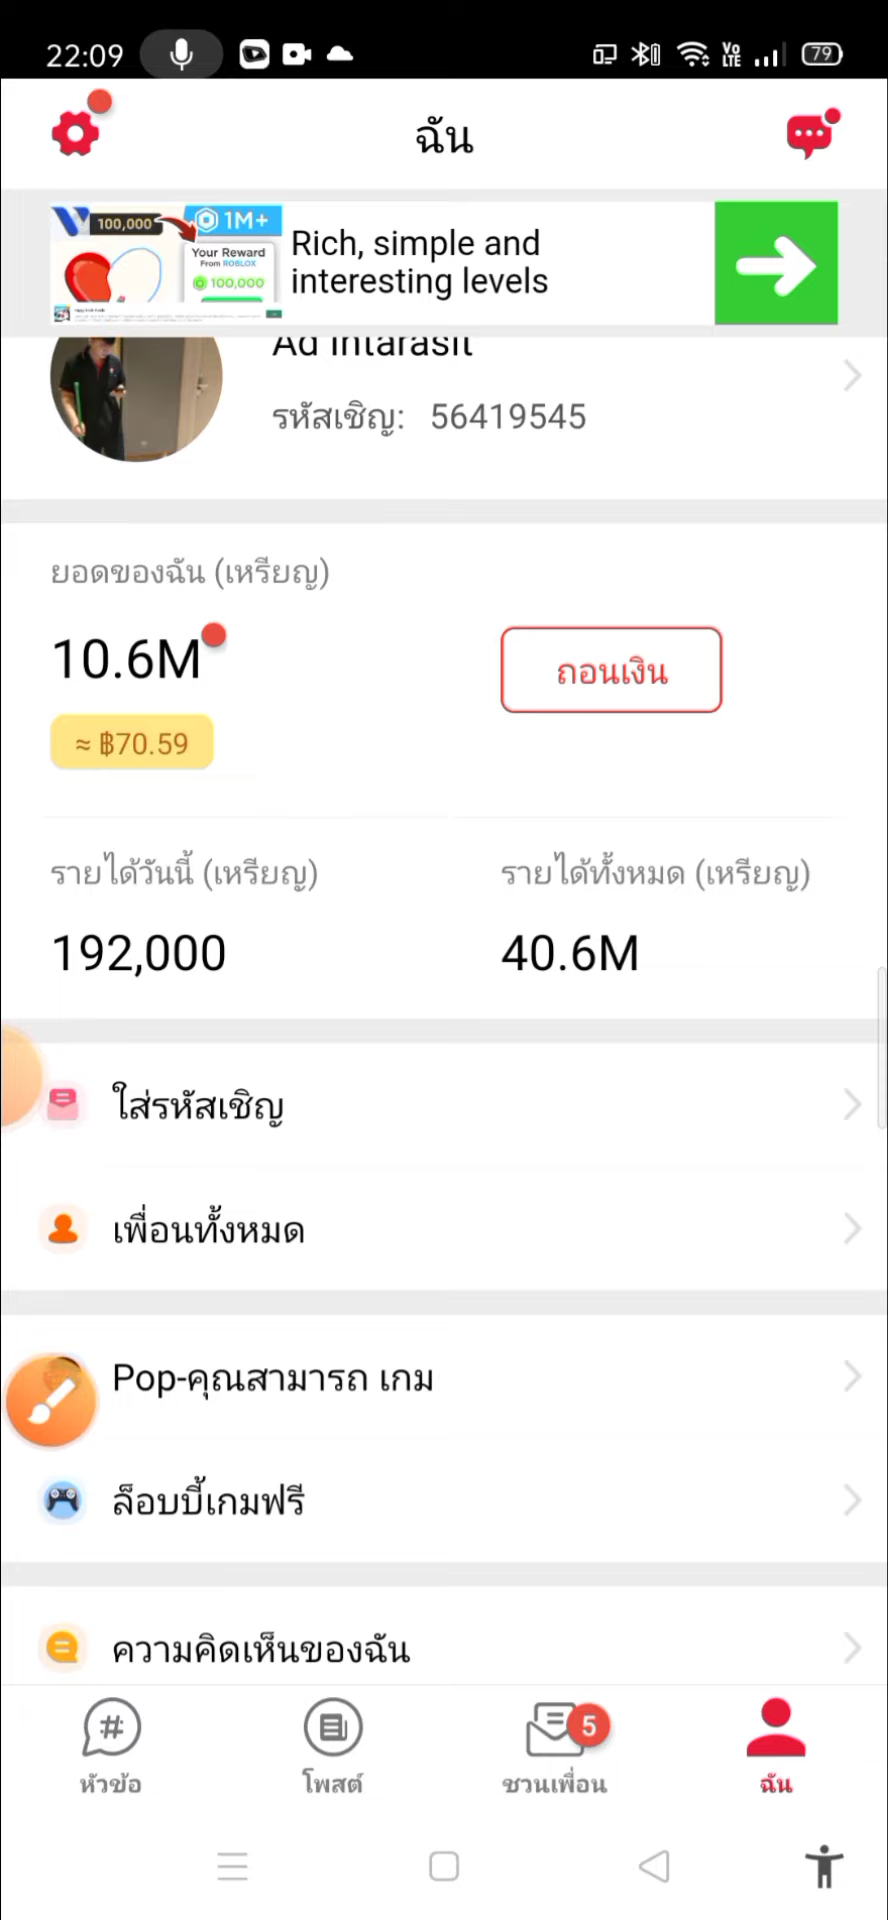 22:09
Vo
LTE
79
ฉัน
100,000
1M+
Your Reward
From ROBLOX
100,000
Rich, simple and
interesting levels
Ad Intarasit
รหัสเชิญ: 56419545
ยอดของฉัน (เหรียญ)
10.6M
≈ ฿70.59
ถอนเงิน
รายได้วันนี้ (เหรียญ)
รายได้ทั้งหมด (เหรียญ)
192,000
40.6M
ใส่รหัสเชิญ
เพื่อนทั้งหมด
Pop-คุณสามารถ เกม
ล็อบบี้เกมฟรี
ความคิดเห็นของฉัน
5
หัวข้อ
โพสต์
ชวนเพื่อน
ฉัน